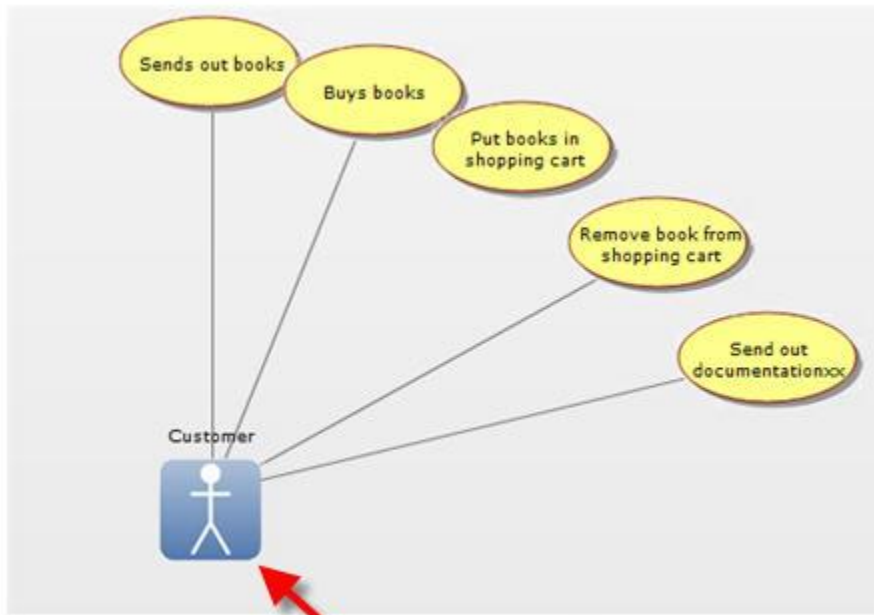 Sends out books
Buys books
Put books in
shopping cart
Remove book from
shopping cart
Send out
documentationxx
Customer